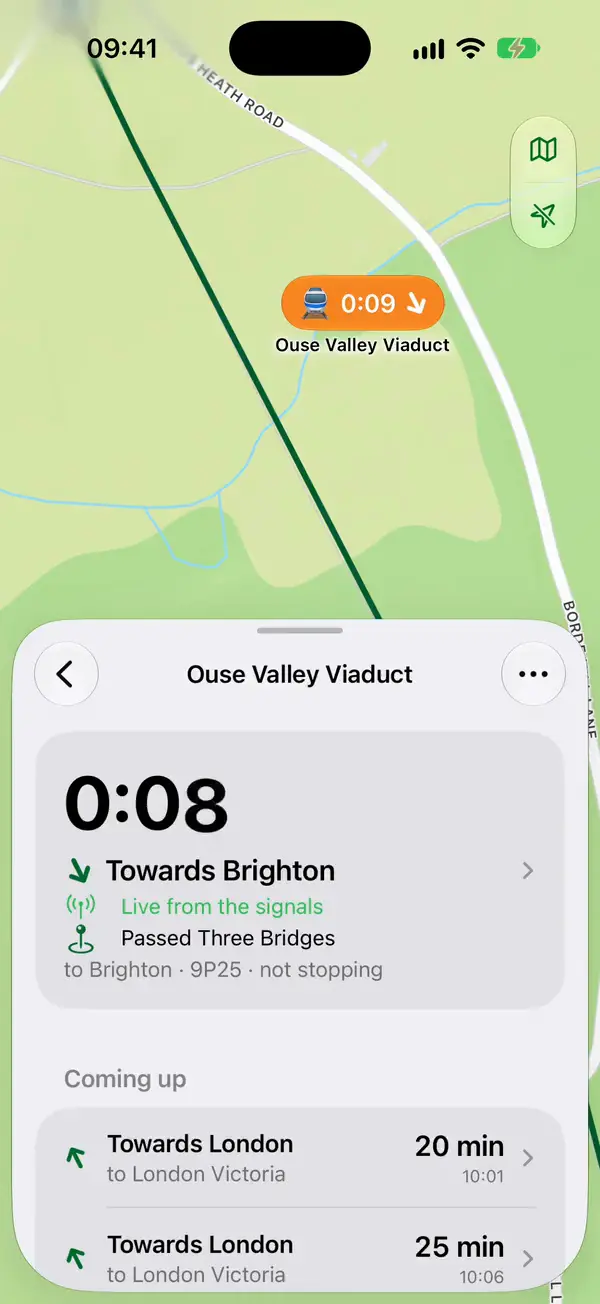 09:41
HEATH ROAD
0:09
Ouse Valley Viaduct
Ouse Valley Viaduct
0:08
Towards Brighton
Live from the signals
Passed Three Bridges
to Brighton · 9P25 · not stopping
Coming up
Towards London
20 min
to London Victoria
10:01
Towards London
25 min
to London Victoria
10:06